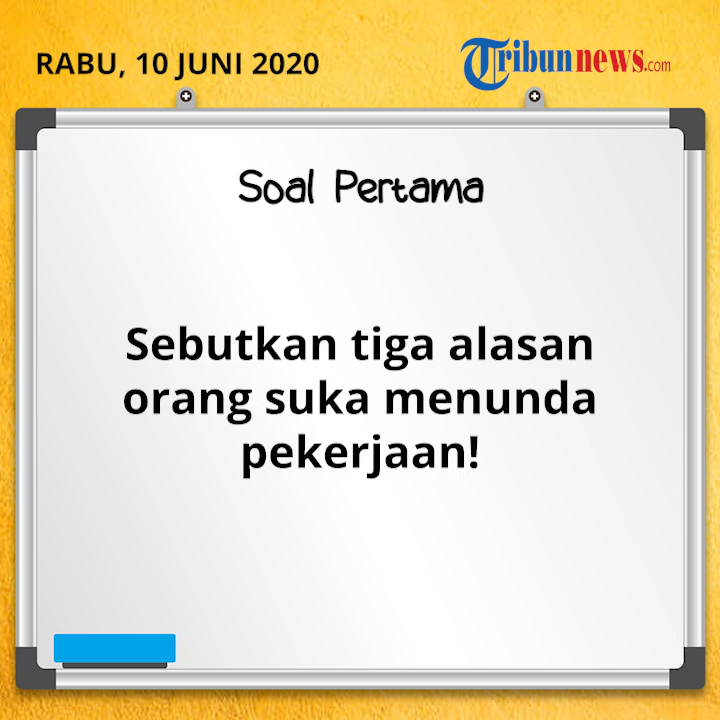 RABU, 10 JUNI 2020
Tribunnews.com
Soal Pertama
Sebutkan tiga alasan
orang suka menunda
pekerjaan!